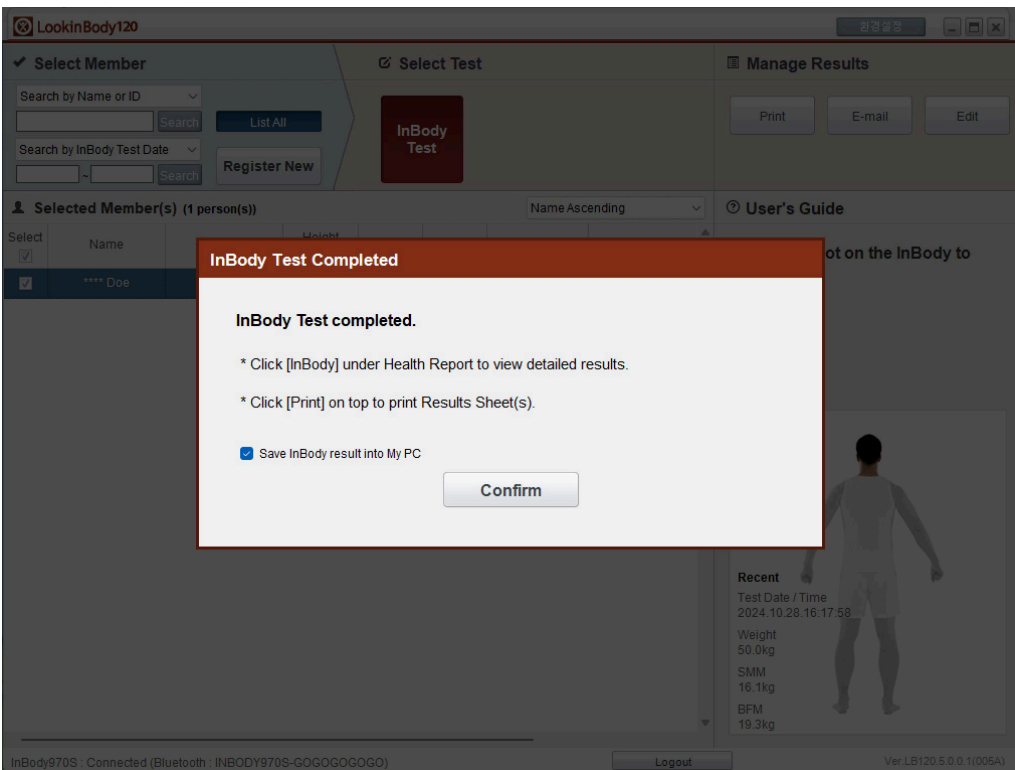 LookinBody120
환경설정
Select Member
Select Test
Manage Results
Search by Name or ID
Search
List All
Search by InBody Test Date
~
Search
Register New
InBody
Test
Print
E-mail
Edit
Selected Member(s) (1 person(s))
Name Ascending
User's Guide
Select
Name
Height
ot on the InBody to
**** Doe
InBody Test Completed
InBody Test completed.
* Click [InBody] under Health Report to view detailed results.
* Click [Print] on top to print Results Sheet(s).
Save InBody result into My PC
Confirm
Recent
Test Date / Time
2024.10.28.16:17:58
Weight
50.0kg
SMM
16.1kg
BFM
19.3kg
InBody970S : Connected (Bluetooth : INBODY970S-GOGOGOGOGO)
Logout
Ver.LB120.5.0.0.1(006A)